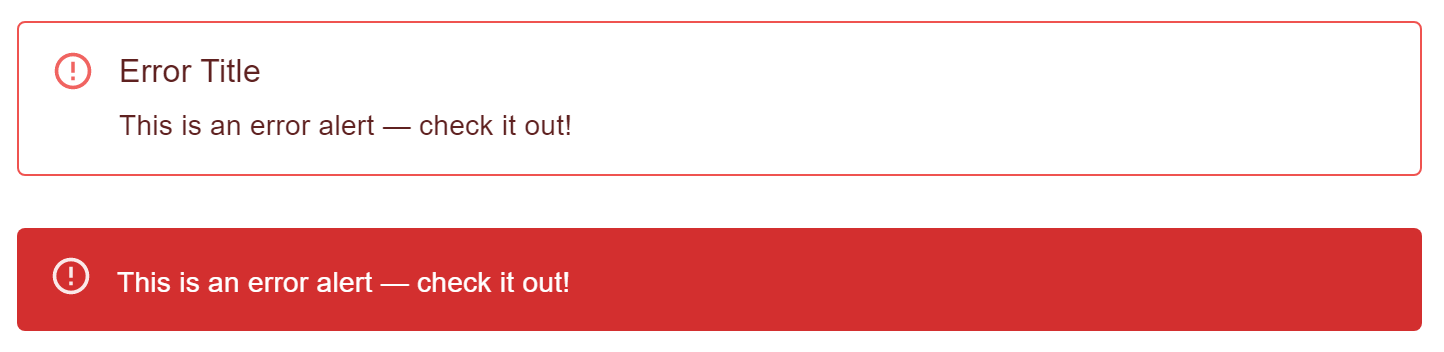 Error Title
This is an error alert — check it out!
This is an error alert — check it out!